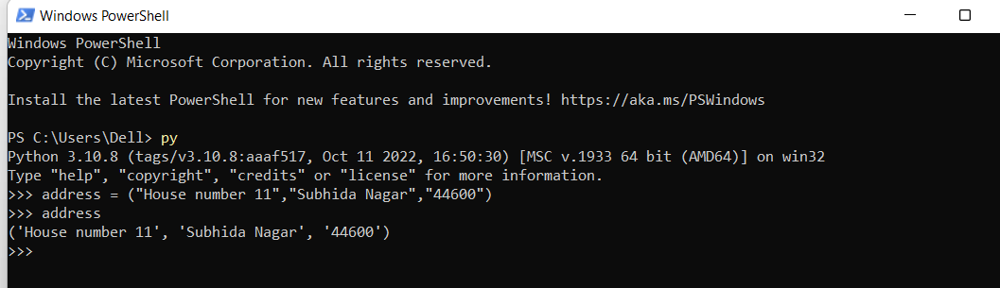 Windows PowerShell
Windows PowerShell
Copyright (C) Microsoft Corporation. All rights reserved.
Install the latest PowerShell for new features and improvements! https://aka.ms/PSWindows
PS C:\Users\Dell> py
Python 3.10.8 (tags/v3.10.8:aaaf517, Oct 11 2022, 16:50:30) [MSC v.1933 64 bit (AMD64)] on win32
Type "help", "copyright", "credits" or "license" for more information.
>>> address = ("House number 11","Subhida Nagar","44600")
>>> address
('House number 11', 'Subhida Nagar', '44600')
>>>